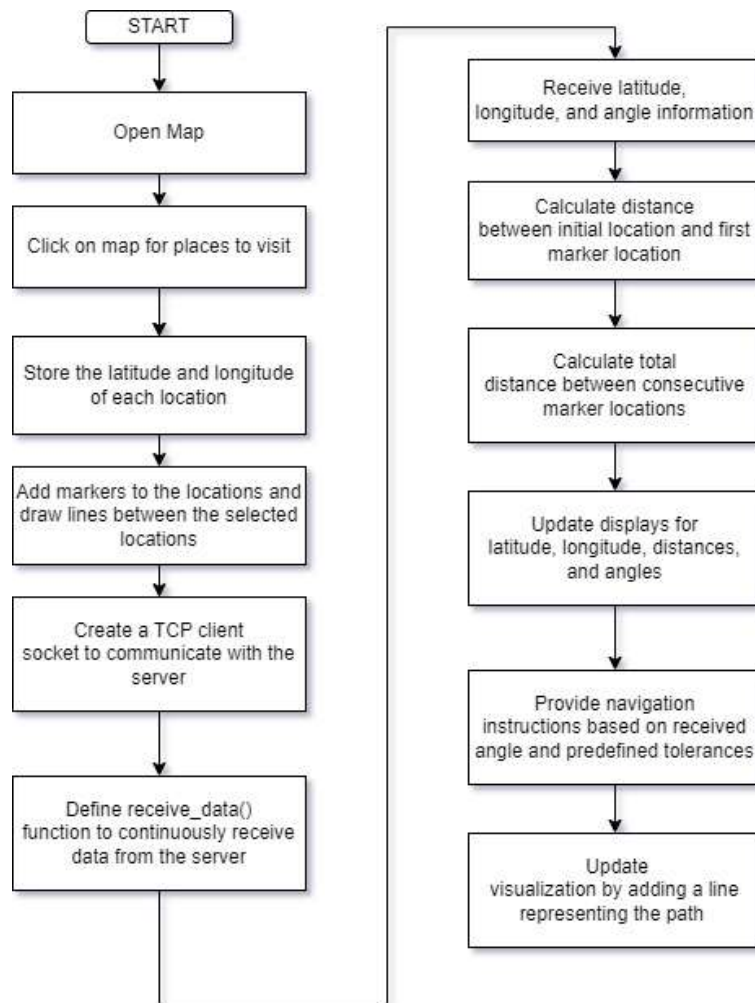 START
Open Map
Click on map for places to visit
Store the latitude and longitude
of each location
Add markers to the locations and
draw lines between the selected
locations
Create a TCP client
socket to communicate with the
server
Define receive_data()
function to continuously receive
data from the server
Receive latitude,
longitude, and angle information
Calculate distance
between initial location and first
marker location
Calculate total
distance between consecutive
marker locations
Update displays for
latitude, longitude, distances,
and angles
Provide navigation
instructions based on received
angle and predefined tolerances
Update
visualization by adding a line
representing the path